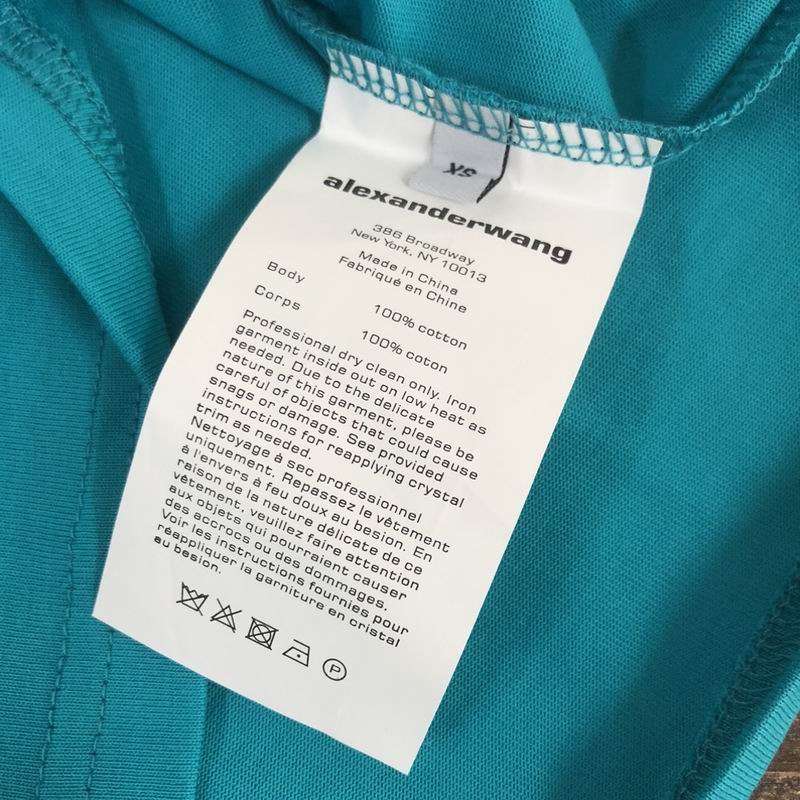 XS
alexanderwang
386 Broadway
New York, NY 10013
Made in China
Fabriqué en Chine
Body
100% cotton
Corps
100% coton
Professional dry clean only. Iron
garment inside out on low heat as
needed. Due to the delicate
nature of this garment, please be
careful of objects that could cause
snags or damage. See provided
instructions for reapplying crystal
trim as needed.
Nettoyage à sec professionnel
uniquement. Repassez le vêtement
à l'envers à feu doux au besion. En
raison de la nature délicate de ce
vêtement, veuillez faire attention
aux objets qui pourraient causer
des accrocs ou des dommages.
Voir les instructions fournies pour
réappliquer la garniture en cristal
au besion.
P